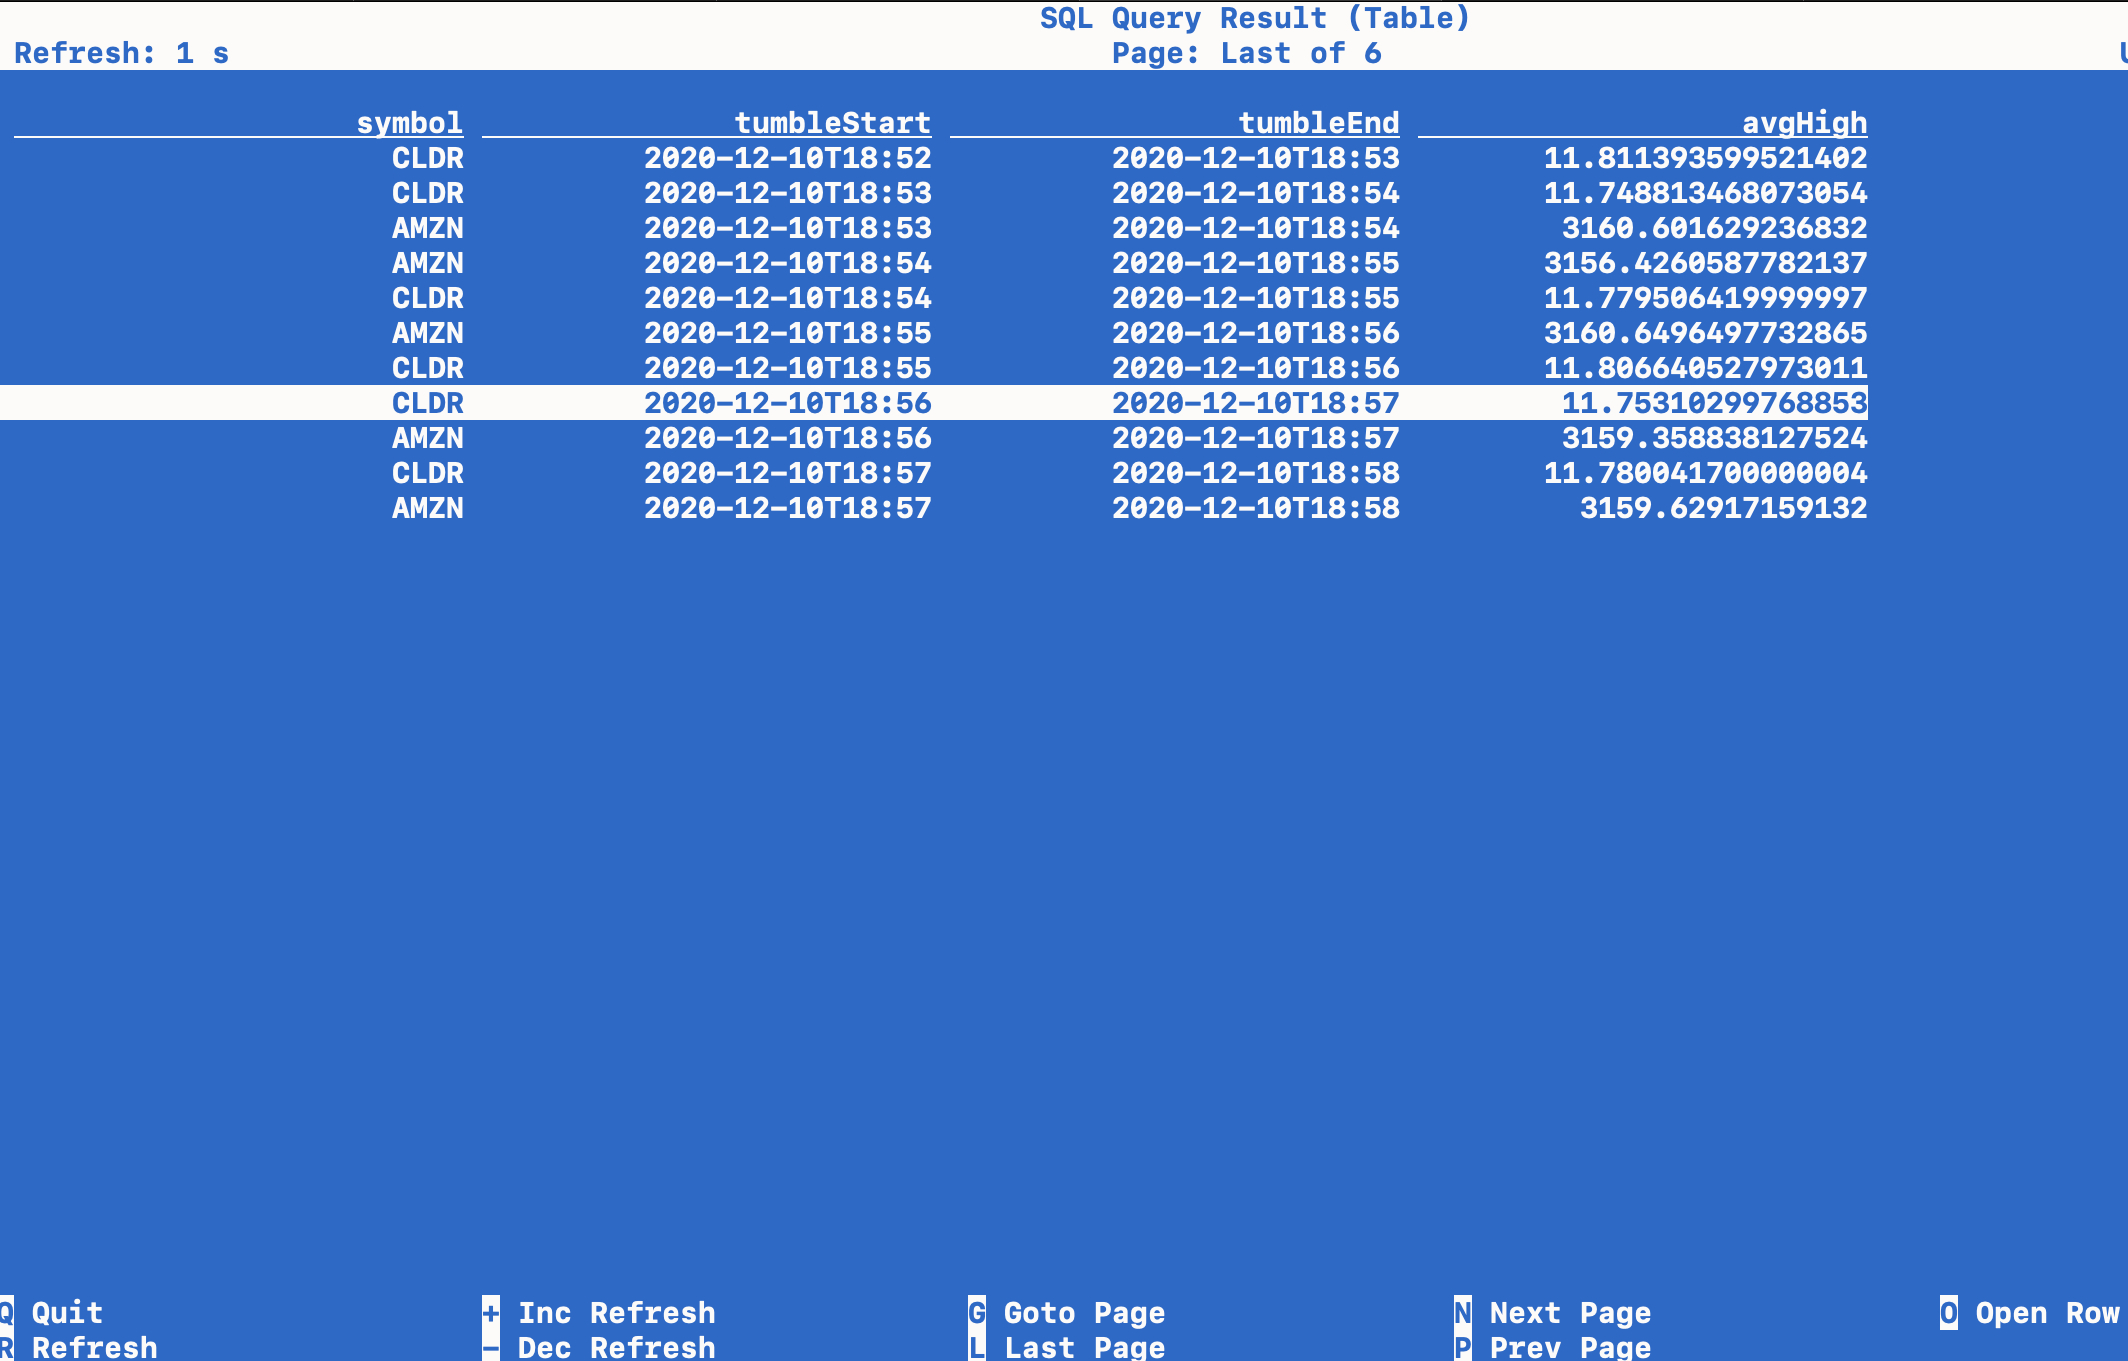 SQL Query Result (Table)
Refresh: 1 s Page: Last of 6
symbol tumbleStart tumbleEnd avgHigh
CLDR 2020-12-10T18:52 2020-12-10T18:53 11.811393599521402
CLDR 2020-12-10T18:53 2020-12-10T18:54 11.748813468073054
AMZN 2020-12-10T18:53 2020-12-10T18:54 3160.601629236832
AMZN 2020-12-10T18:54 2020-12-10T18:55 3156.4260587782137
CLDR 2020-12-10T18:54 2020-12-10T18:55 11.779506419999997
AMZN 2020-12-10T18:55 2020-12-10T18:56 3160.6496497732865
CLDR 2020-12-10T18:55 2020-12-10T18:56 11.806640527973011
CLDR 2020-12-10T18:56 2020-12-10T18:57 11.75310299768853
AMZN 2020-12-10T18:56 2020-12-10T18:57 3159.358838127524
CLDR 2020-12-10T18:57 2020-12-10T18:58 11.780041700000004
AMZN 2020-12-10T18:57 2020-12-10T18:58 3159.62917159132
Q Quit + Inc Refresh G Goto Page N Next Page O Open Row
R Refresh - Dec Refresh L Last Page P Prev Page